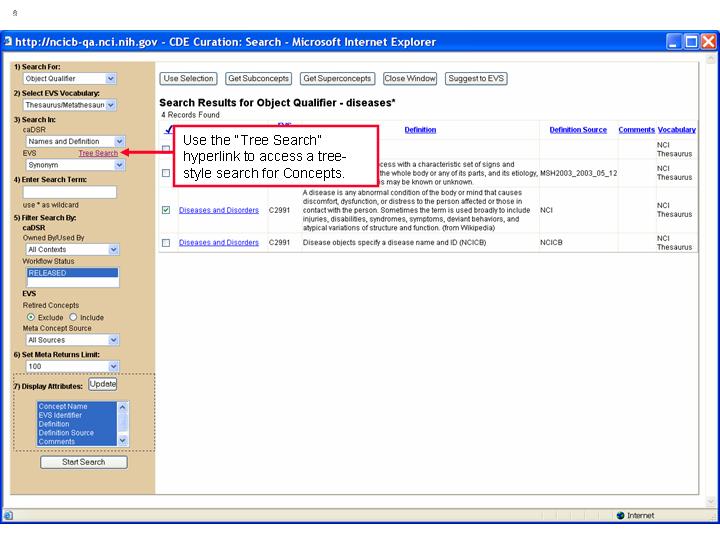 http://ncicb-qa.nci.nih.gov - CDE Curation: Search - Microsoft Internet Explorer
1) Search For:
Object Qualifier
2) Select EVS Vocabulary:
Thesaurus/Metathesaurus
3) Search In:
caDSR
Names and Definition
EVS Tree Search
Synonym
4) Enter Search Term:
use * as wildcard
5) Filter Search By:
caDSR
Owned By/Used By
All Contexts
Workflow Status
RELEASED
EVS
Retired Concepts
Exclude Include
Meta Concept Source
All Sources
6) Set Meta Returns Limit:
100
7) Display Attributes: Update
Concept Name
EVS Identifier
Definition
Definition Source
Comments
Start Search
Use Selection Get Subconcepts Get Superconcepts Close Window Suggest to EVS
Search Results for Object Qualifier - diseases*
4 Records Found
Definition Definition Source Comments Vocabulary
Use the "Tree Search"
hyperlink to access a tree-
style search for Concepts.
NCI
Thesaurus
cess with a characteristic set of signs and
the whole body or any of its parts, and its etiology, MSH2003_2003_05_12
s may be known or unknown.
NCI
Thesaurus
Diseases and Disorders C2991
A disease is any abnormal condition of the body or mind that causes
discomfort, dysfunction, or distress to the person affected or those in
contact with the person. Sometimes the term is used broadly to include
injuries, disabilities, syndromes, symptoms, deviant behaviors, and
atypical variations of structure and function. (from Wikipedia)
NCI
NCI
Thesaurus
Diseases and Disorders C2991 Disease objects specify a disease name and ID (NCICB) NCICB
NCI
Thesaurus
Internet